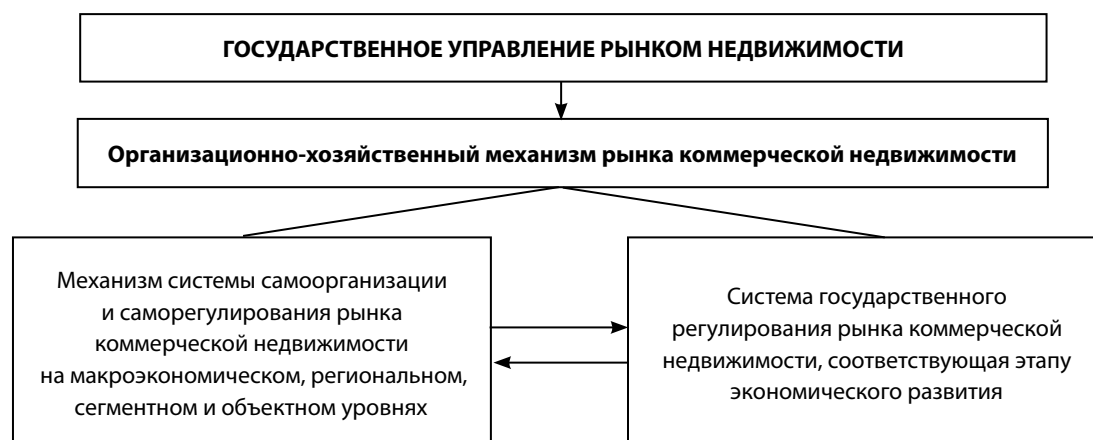 ГОСУДАРСТВЕННОЕ УПРАВЛЕНИЕ РЫНКОМ НЕДВИЖИМОСТИ
Организационно-хозяйственный механизм рынка коммерческой недвижимости
Механизм системы самоорганизации
и саморегулирования рынка
коммерческой недвижимости
на макроэкономическом, региональном,
сегментном и объектном уровнях
Система государственного
регулирования рынка коммерческой
недвижимости, соответствующая этапу
экономического развития